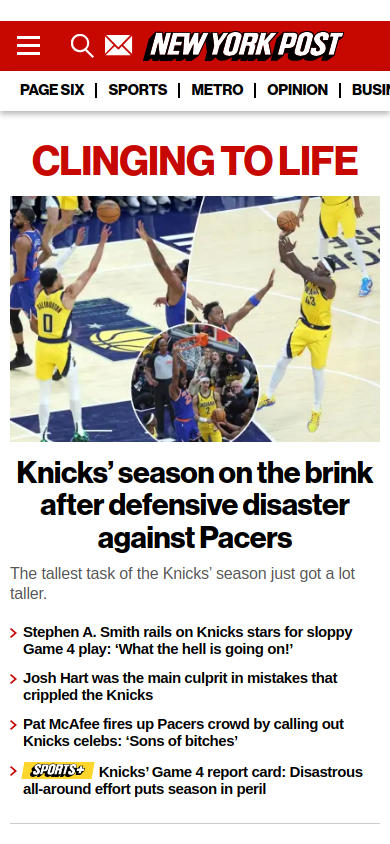 NEW YORK POST
PAGE SIX | SPORTS | METRO | OPINION | BUSIN
CLINGING TO LIFE
HALIBURTON
0
43
2
Knicks’ season on the brink
after defensive disaster
against Pacers
The tallest task of the Knicks’ season just got a lot
taller.
Stephen A. Smith rails on Knicks stars for sloppy
Game 4 play: ‘What the hell is going on!’
Josh Hart was the main culprit in mistakes that
crippled the Knicks
Pat McAfee fires up Pacers crowd by calling out
Knicks celebs: ‘Sons of bitches’
SPORTS+ Knicks’ Game 4 report card: Disastrous
all-around effort puts season in peril